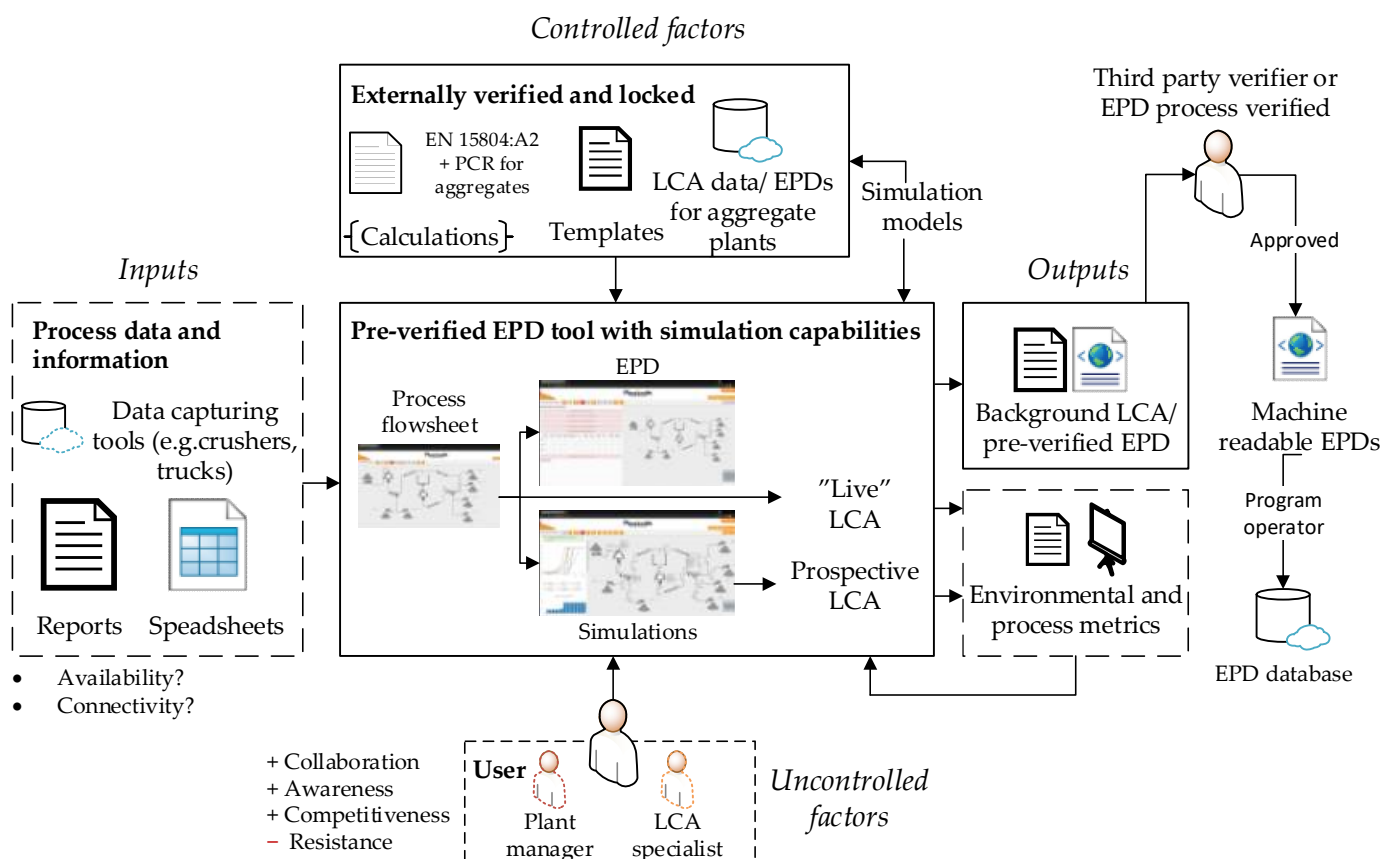 Controlled factors
Externally verified and locked
EN 15804:A2
+ PCR for
aggregates
{Calculations}
Templates
LCA data/ EPDs
for aggregate
plants
Simulation
models
Third party verifier or
EPD process verified
Approved
Inputs
Process data and
information
Data capturing
tools (e.g.crushers,
trucks)
Reports
Speadsheets
• Availability?
• Connectivity?
Pre-verified EPD tool with simulation capabilities
EPD
Process
flowsheet
"Live"
LCA
Prospective
LCA
Simulations
Outputs
Background LCA/
pre-verified EPD
Environmental and
process metrics
Machine
readable EPDs
Program
operator
EPD database
+ Collaboration
+ Awareness
+ Competitiveness
− Resistance
User
Plant
manager
LCA
specialist
Uncontrolled
factors